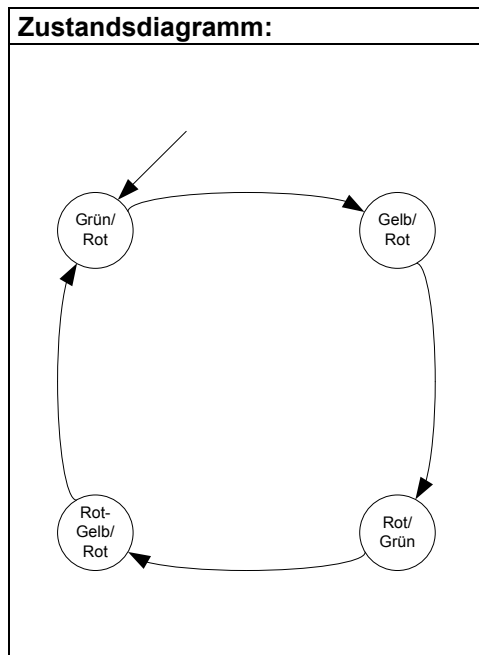 Zustandsdiagramm:
Grün/
Rot
Gelb/
Rot
Rot-
Gelb/
Rot
Rot/
Grün